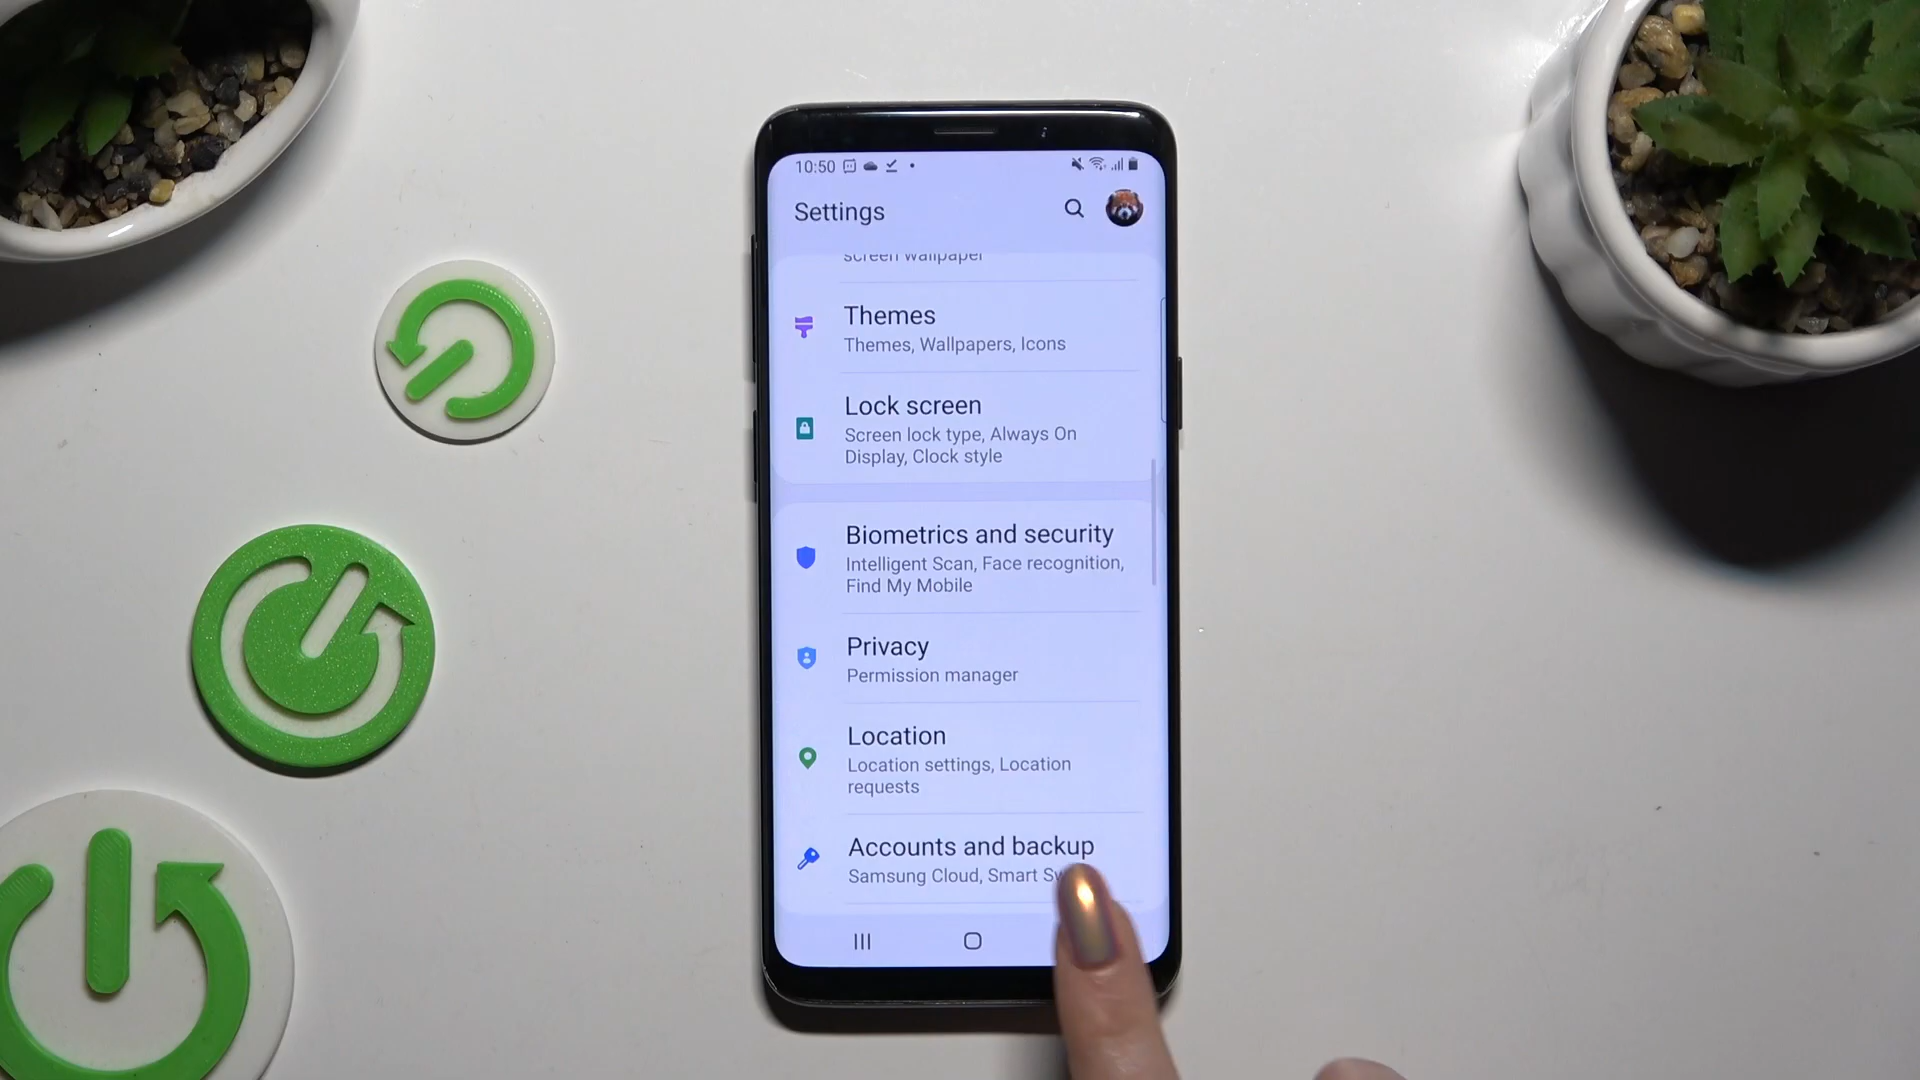 10:50
Settings
screen wallpaper
Themes
Themes, Wallpapers, Icons
Lock screen
Screen lock type, Always On
Display, Clock style
Biometrics and security
Intelligent Scan, Face recognition,
Find My Mobile
Privacy
Permission manager
Location
Location settings, Location
requests
Accounts and backup
Samsung Cloud, Smart